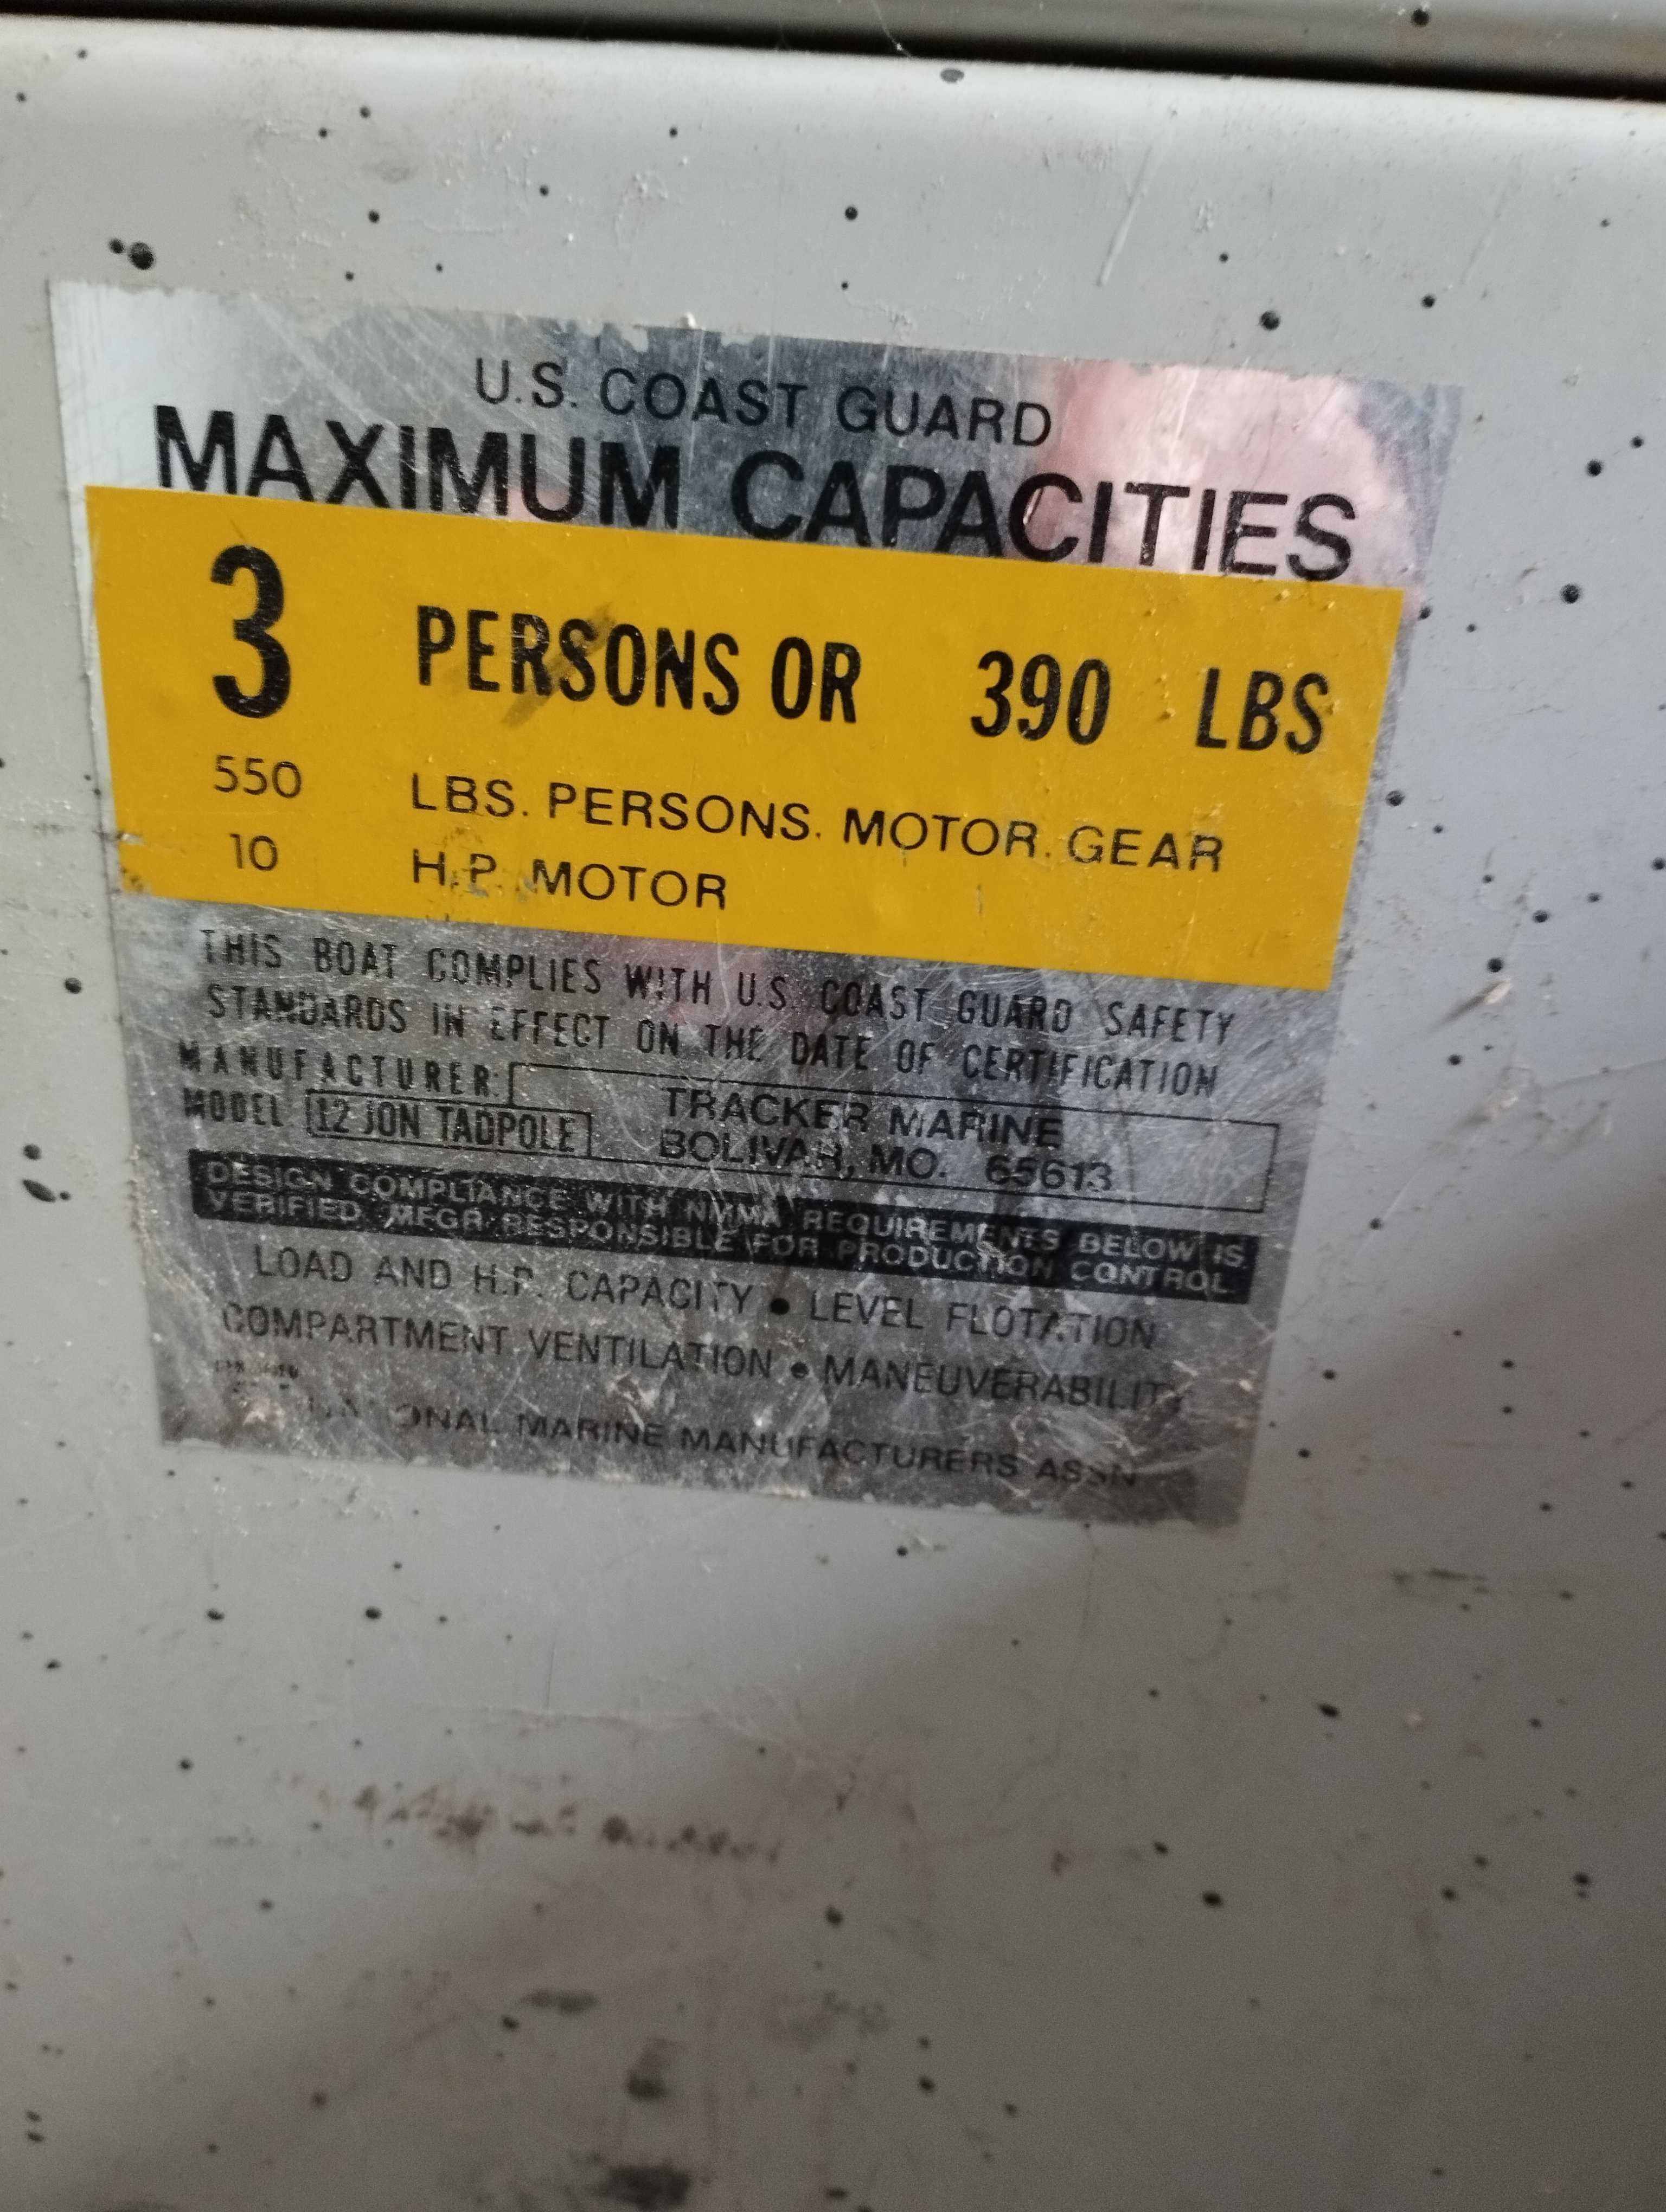 U.S. COAST GUARD
MAXIMUM CAPACITIES
3 PERSONS OR 390 LBS
550 LBS. PERSONS. MOTOR. GEAR
10 H.P. MOTOR
THIS BOAT COMPLIES WITH U.S. COAST GUARD SAFETY
STANDARDS IN EFFECT ON THE DATE OF CERTIFICATION
MANUFACTURER:
TRACKER MARINE
MODEL 12 JON TADPOLE
BOLIVAR, MO. 65613
DESIGN COMPLIANCE WITH NMMA REQUIREMENTS BELOW IS
VERIFIED. MFGR. RESPONSIBLE FOR PRODUCTION CONTROL
LOAD AND H.P. CAPACITY • LEVEL FLOTATION
COMPARTMENT VENTILATION • MANEUVERABILITY
MARINE MANUFACTURERS ASSN